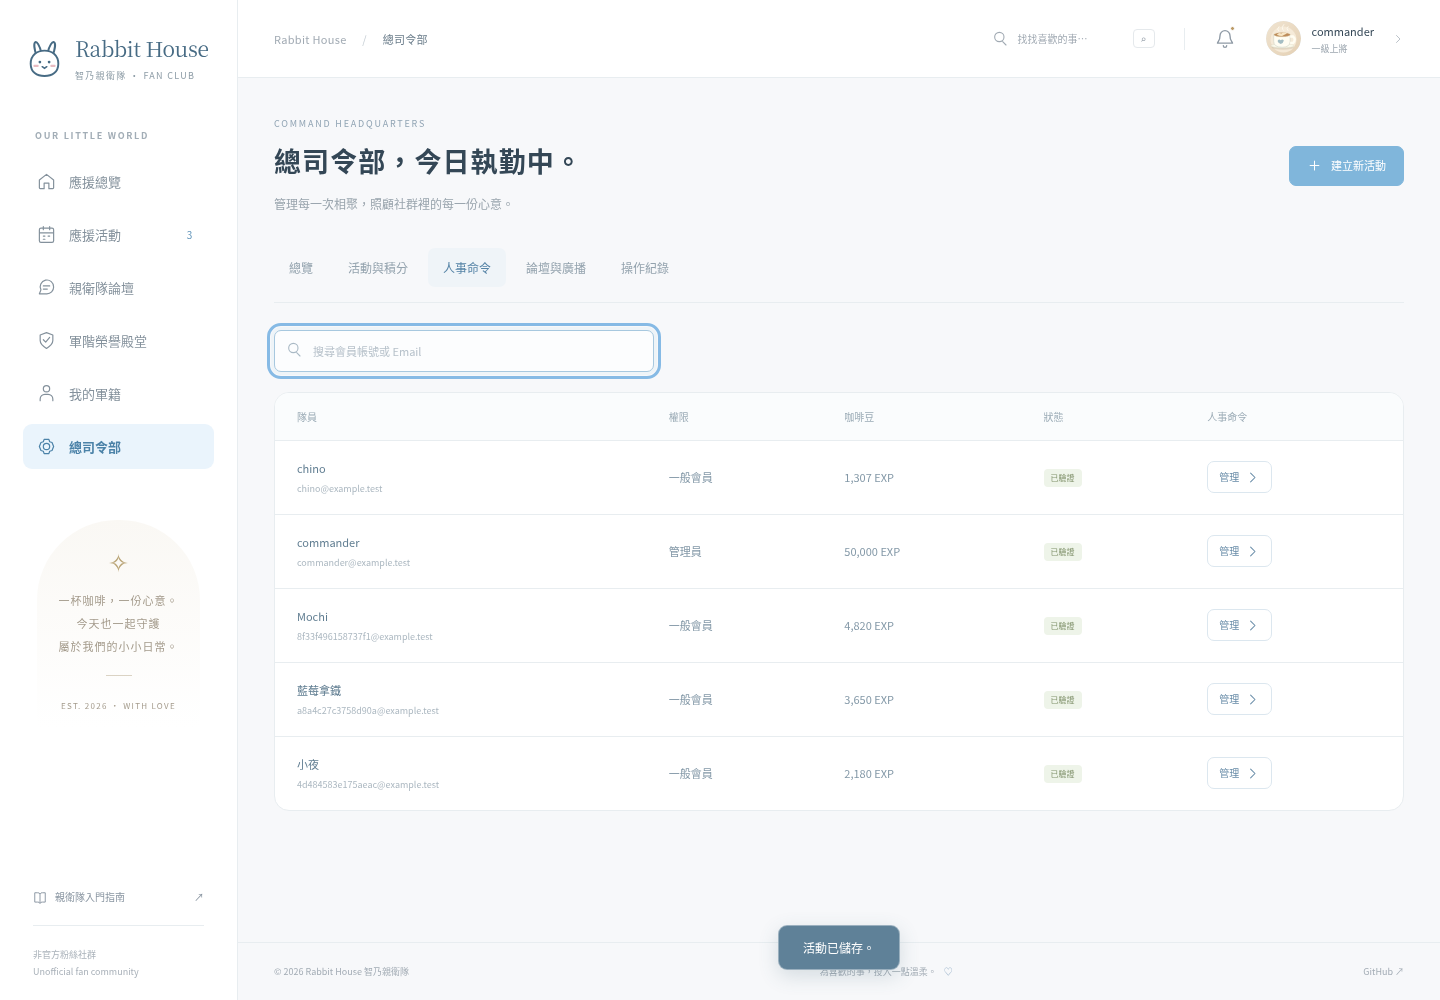 Rabbit House
智乃親衛隊 · FAN CLUB
OUR LITTLE WORLD
應援總覽
應援活動 3
親衛隊論壇
軍階榮譽殿堂
我的軍籍
總司令部
一杯咖啡，一份心意。
今天也一起守護
屬於我們的小小日常。
EST. 2026 · WITH LOVE
親衛隊入門指南 ↗
非官方粉絲社群
Unofficial fan community
Rabbit House / 總司令部
找找喜歡的事…
commander
一級上將
COMMAND HEADQUARTERS
總司令部，今日執勤中。
管理每一次相聚，照顧社群裡的每一份心意。
建立新活動
總覽 活動與積分 人事命令 論壇與廣播 操作紀錄
搜尋會員帳號或 Email
隊員 權限 咖啡豆 狀態 人事命令
chino
chino@example.test
一般會員 1,307 EXP 已驗證 管理
commander
commander@example.test
管理員 50,000 EXP 已驗證 管理
Mochi
8f33f496158737f1@example.test
一般會員 4,820 EXP 已驗證 管理
藍莓拿鐵
a8a4c27c3758d90a@example.test
一般會員 3,650 EXP 已驗證 管理
小夜
4d484583e175aeac@example.test
一般會員 2,180 EXP 已驗證 管理
活動已儲存。
© 2026 Rabbit House 智乃親衛隊
為喜歡的事，投入一點溫柔。 ♡
GitHub ↗